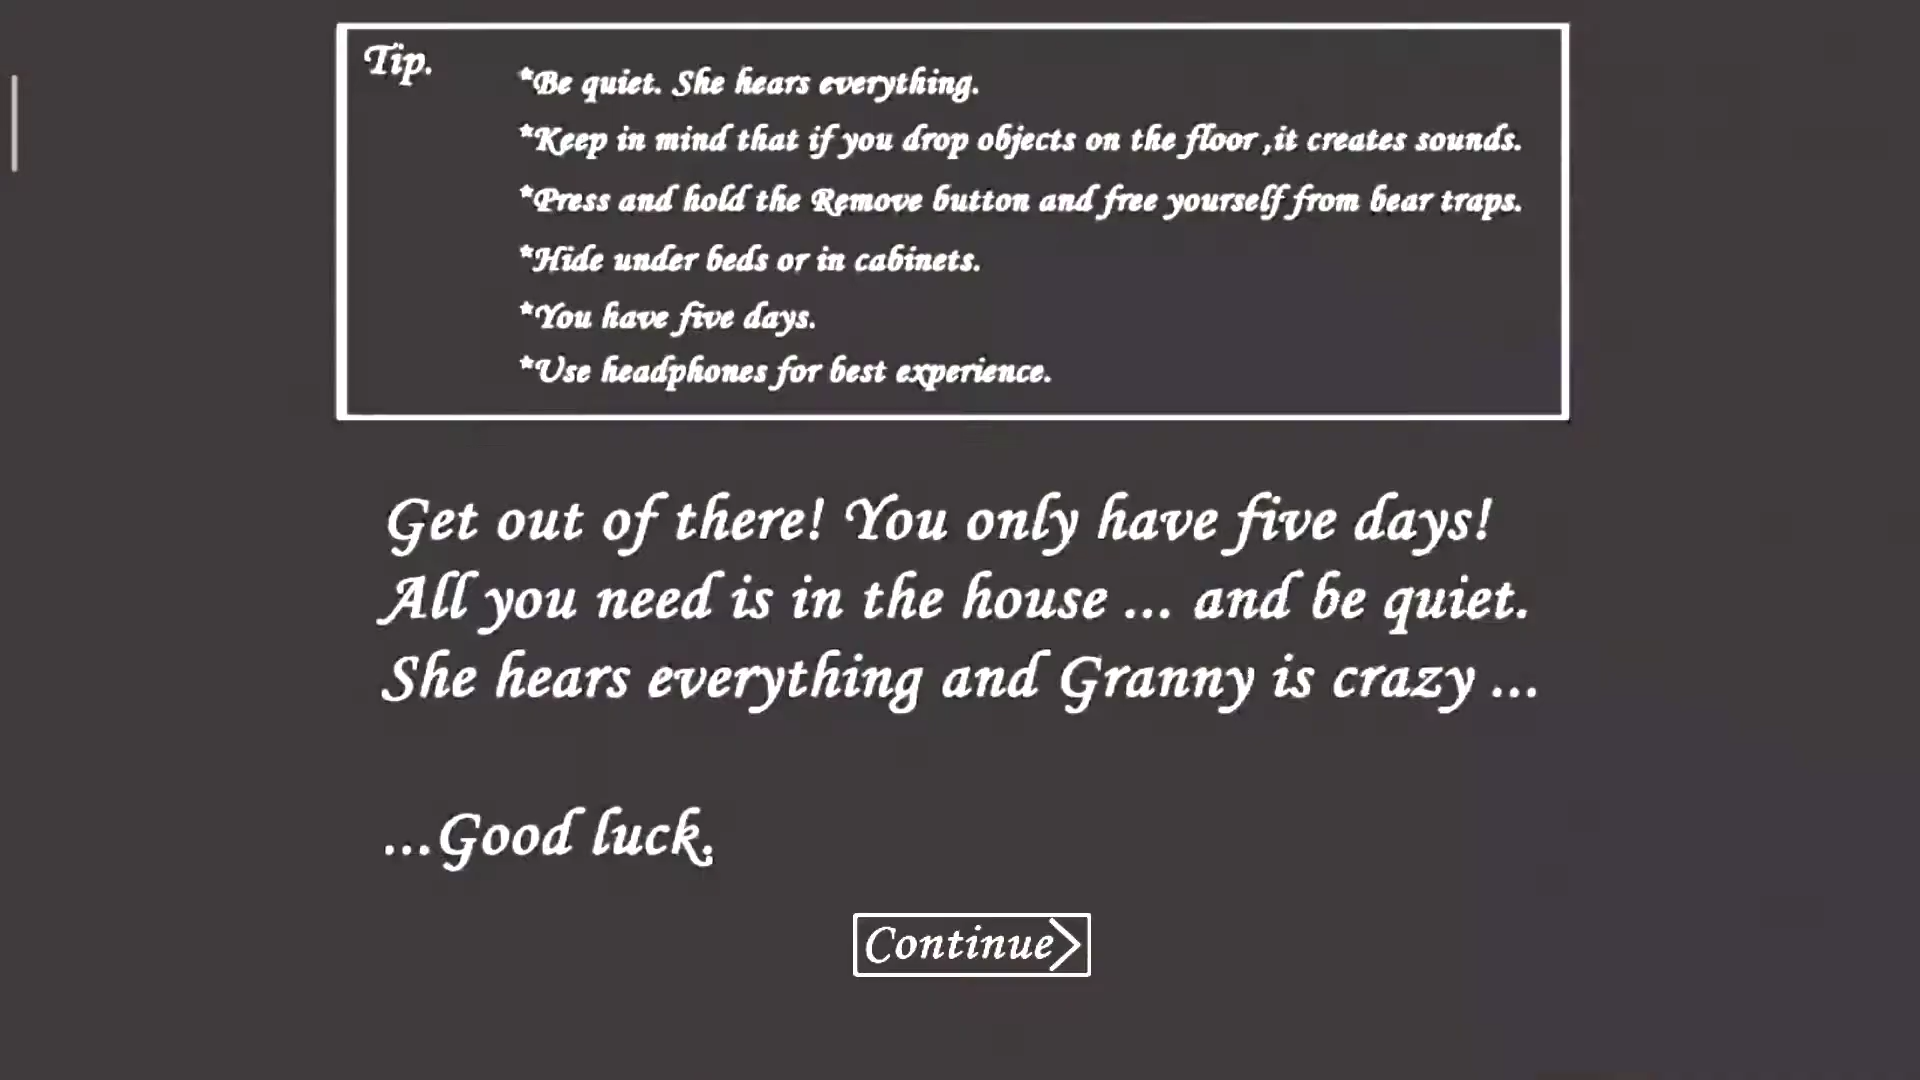 Tip.
*Be quiet. She hears everything.
*Keep in mind that if you drop objects on the floor ,it creates sounds.
*Press and hold the Remove button and free yourself from bear traps.
*Hide under beds or in cabinets.
*You have five days.
*Use headphones for best experience.
Get out of there! You only have five days!
All you need is in the house ... and be quiet.
She hears everything and Granny is crazy ...
...Good luck.
Continue>